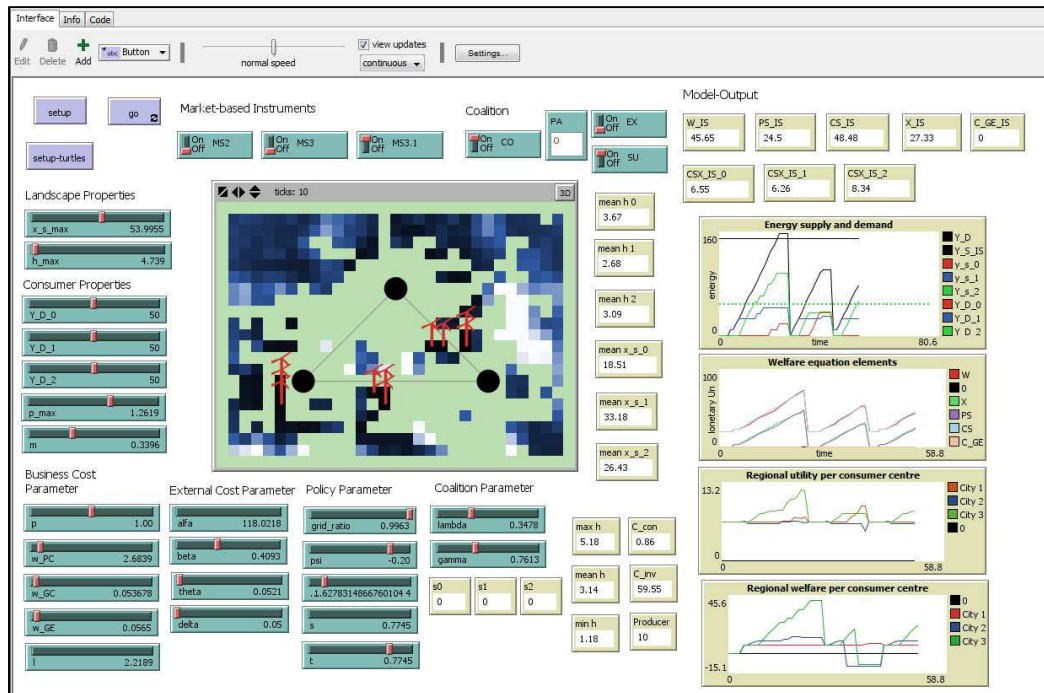 Interface Info Code
Edit Delete Add
abc Button
normal speed
view updates
continuous
Settings...
setup
go
setup-turtles
Market-based Instruments
On
Off
MS2
On
Off
MS3
On
Off
MS3.1
Coalition
On
Off
CO
PA
0
On
Off
EX
On
Off
SU
Model-Output
W_IS
45.65
PS_IS
24.5
CS_IS
48.48
X_IS
27.33
C_GE_IS
0
CSX_IS_0
6.55
CSX_IS_1
6.26
CSX_IS_2
8.34
Landscape Properties
x_s_max 53.9955
h_max 4.739
Consumer Properties
Y_D_0 50
Y_D_1 50
Y_D_2 50
p_max 1.2619
m 0.3396
ticks: 10
3D
mean h 0
3.67
mean h 1
2.68
mean h 2
3.09
mean x_s_0
18.51
mean x_s_1
33.18
mean x_s_2
26.43
Energy supply and demand
160
energy
0
0 time 80.6
Y_D
Y_S_IS
y_s_0
y_s_1
Y_s_2
Y_D_0
Y_D_1
Y_D_2
Welfare equation elements
100
lonetary Un
0
0 time 58.8
W
0
X
PS
CS
C_GE
Regional utility per consumer centre
13.2
0
0 58.8
City 1
City 2
City 3
0
Regional welfare per consumer centre
45.6
-15.1
0 58.8
0
City 1
City 2
City 3
Business Cost
Parameter
p 1.00
w_PC 2.6839
w_GC 0.053678
w_GE 0.0565
l 2.2189
External Cost Parameter
alfa 118.0218
beta 0.4093
theta 0.0521
delta 0.05
Policy Parameter
grid_ratio 0.9963
psi -0.20
.1.6278314866760104 4
s 0.7745
t 0.7745
Coalition Parameter
lambda 0.3478
gamma 0.7613
s0
0
s1
0
s2
0
max h
5.18
C_con
0.86
mean h
3.14
C_inv
59.55
min h
1.18
Producer
10